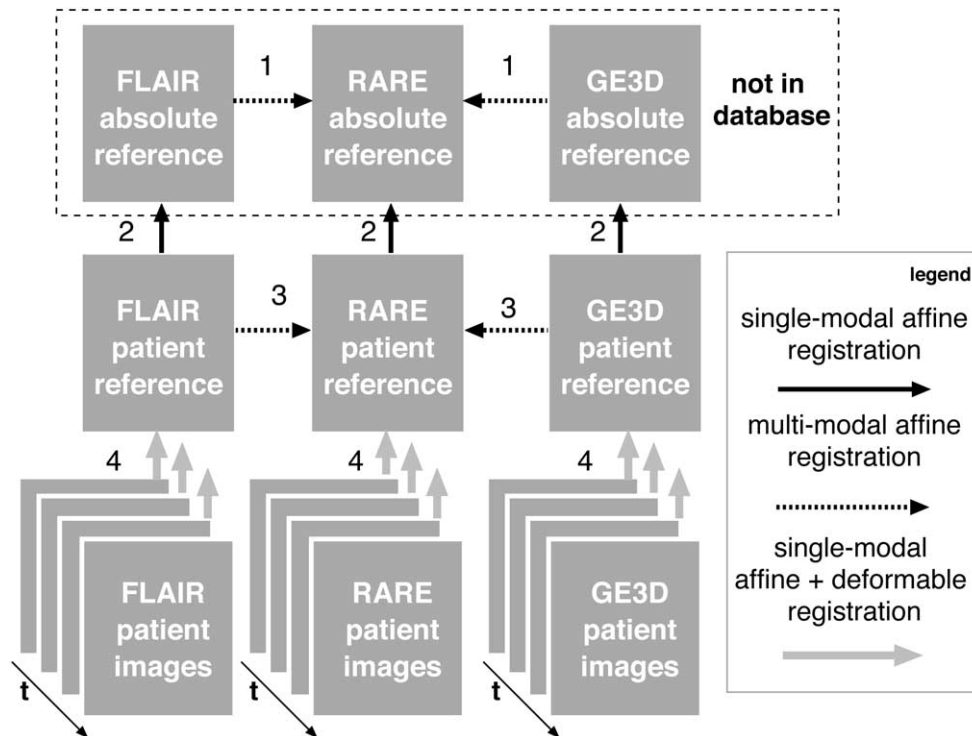 FLAIR
absolute
reference
1
RARE
absolute
reference
1
GE3D
absolute
reference
not in
database
2
2
2
FLAIR
patient
reference
3
RARE
patient
reference
3
GE3D
patient
reference
4
4
4
FLAIR
patient
images
RARE
patient
images
GE3D
patient
images
t
t
t
legend
single-modal affine
registration
multi-modal affine
registration
single-modal
affine + deformable
registration